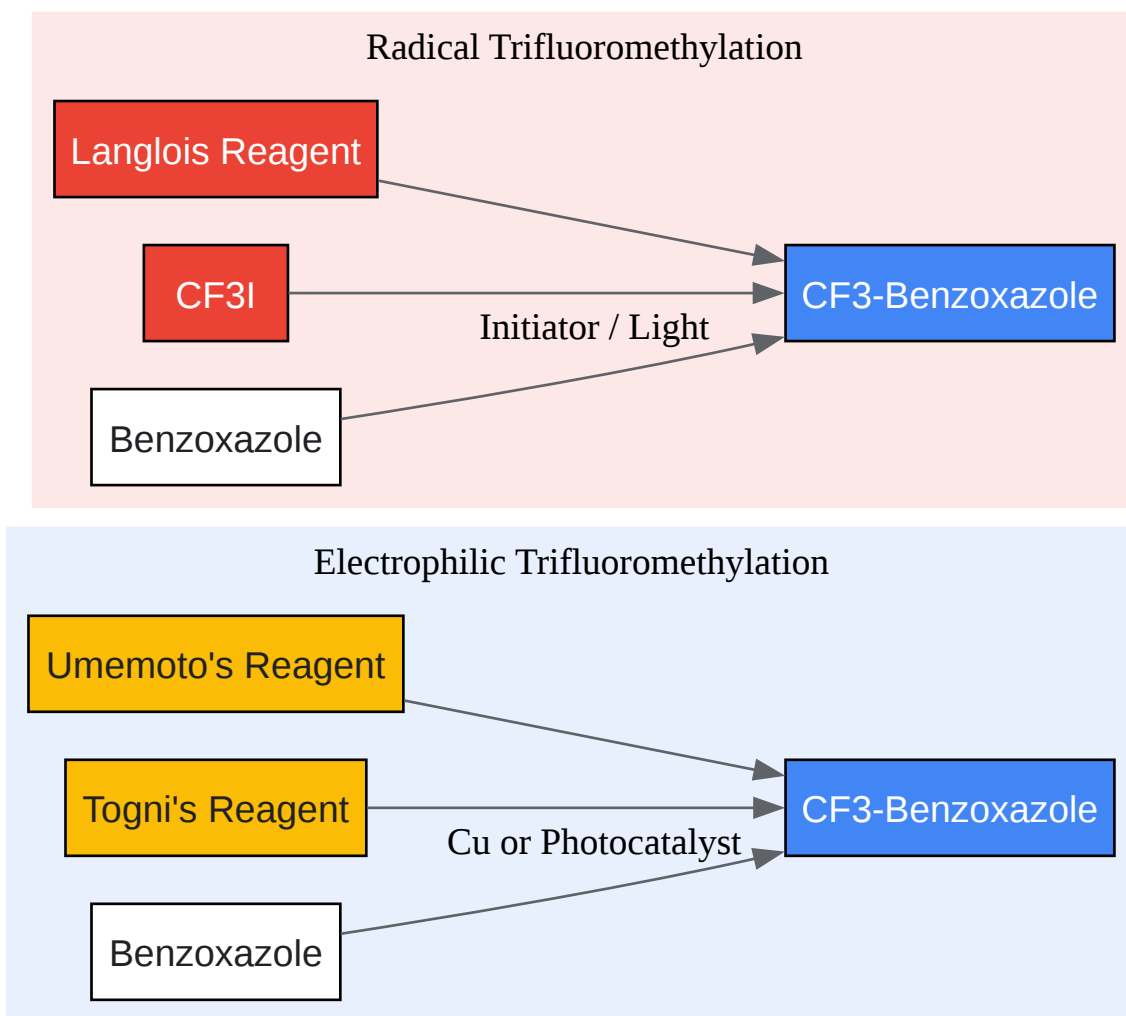 Radical Trifluoromethylation
Langlois Reagent
CF3I
CF3-Benzoxazole
Initiator / Light
Benzoxazole
Electrophilic Trifluoromethylation
Umemoto's Reagent
Togni's Reagent
CF3-Benzoxazole
Cu or Photocatalyst
Benzoxazole